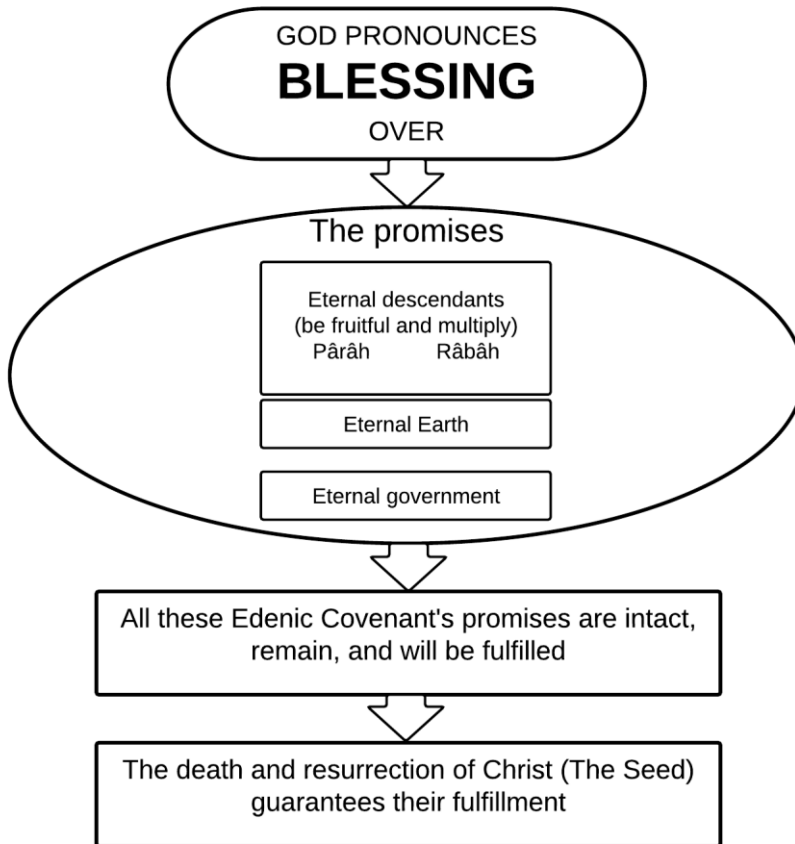 GOD PRONOUNCES
BLESSING
OVER
The promises
Eternal descendants
(be fruitful and multiply)
Pârâh Râbâh
Eternal Earth
Eternal government
All these Edenic Covenant's promises are intact,
remain, and will be fulfilled
The death and resurrection of Christ (The Seed)
guarantees their fulfillment